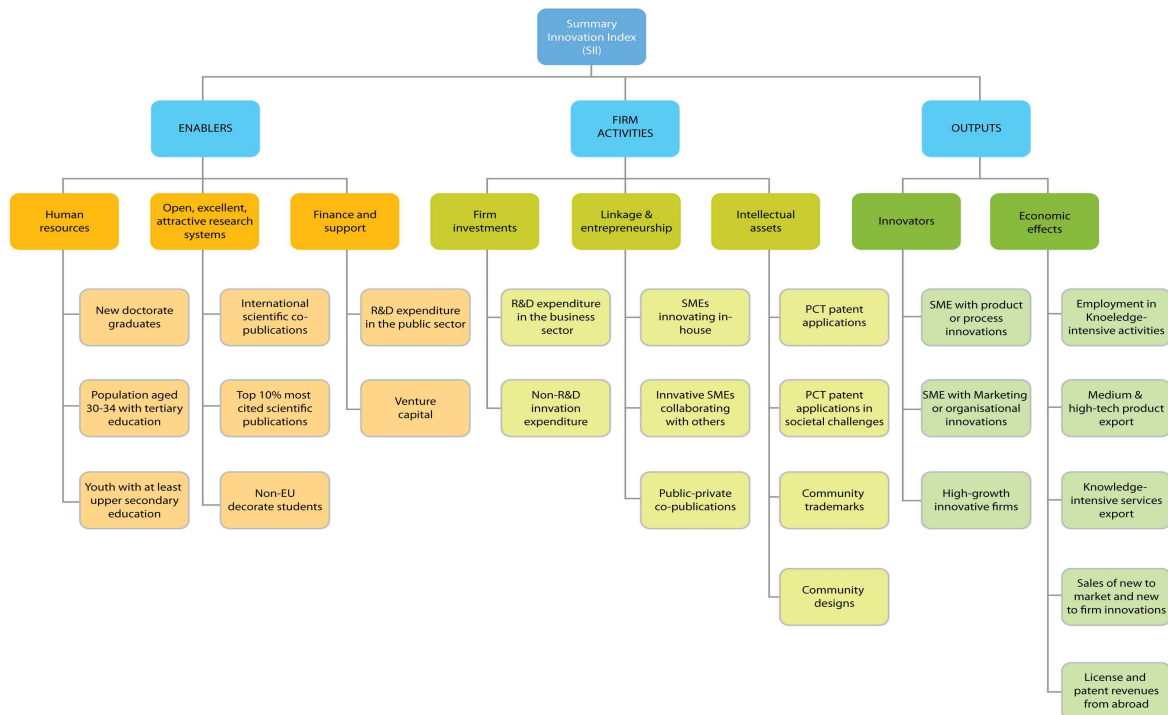 Summary
Innovation Index
(SII)
ENABLERS
FIRM
ACTIVITIES
OUTPUTS
Human
resources
Open, excellent,
attractive research
systems
Finance and
support
Firm
investments
Linkage &
entrepreneurship
Intellectual
assets
Innovators
Economic
effects
New doctorate
graduates
Population aged
30-34 with tertiary
education
Youth with at least
upper secondary
education
International
scientific co-
publications
Top 10% most
cited scientific
publications
Non-EU
decorate students
R&D expenditure
in the public sector
Venture
capital
R&D expenditure
in the business
sector
Non-R&D
innvation
expenditure
SMEs
innovating in-
house
Innvative SMEs
collaborating
with others
Public-private
co-publications
PCT patent
applications
PCT patent
applications in
societal challenges
Community
trademarks
Community
designs
SME with product
or process
innovations
SME with Marketing
or organisational
innovations
High-growth
innovative firms
Employment in
Knoeledge-
intensive activities
Medium &
high-tech product
export
Knowledge-
intensive services
export
Sales of new to
market and new
to firm innovations
License and
patent revenues
from abroad